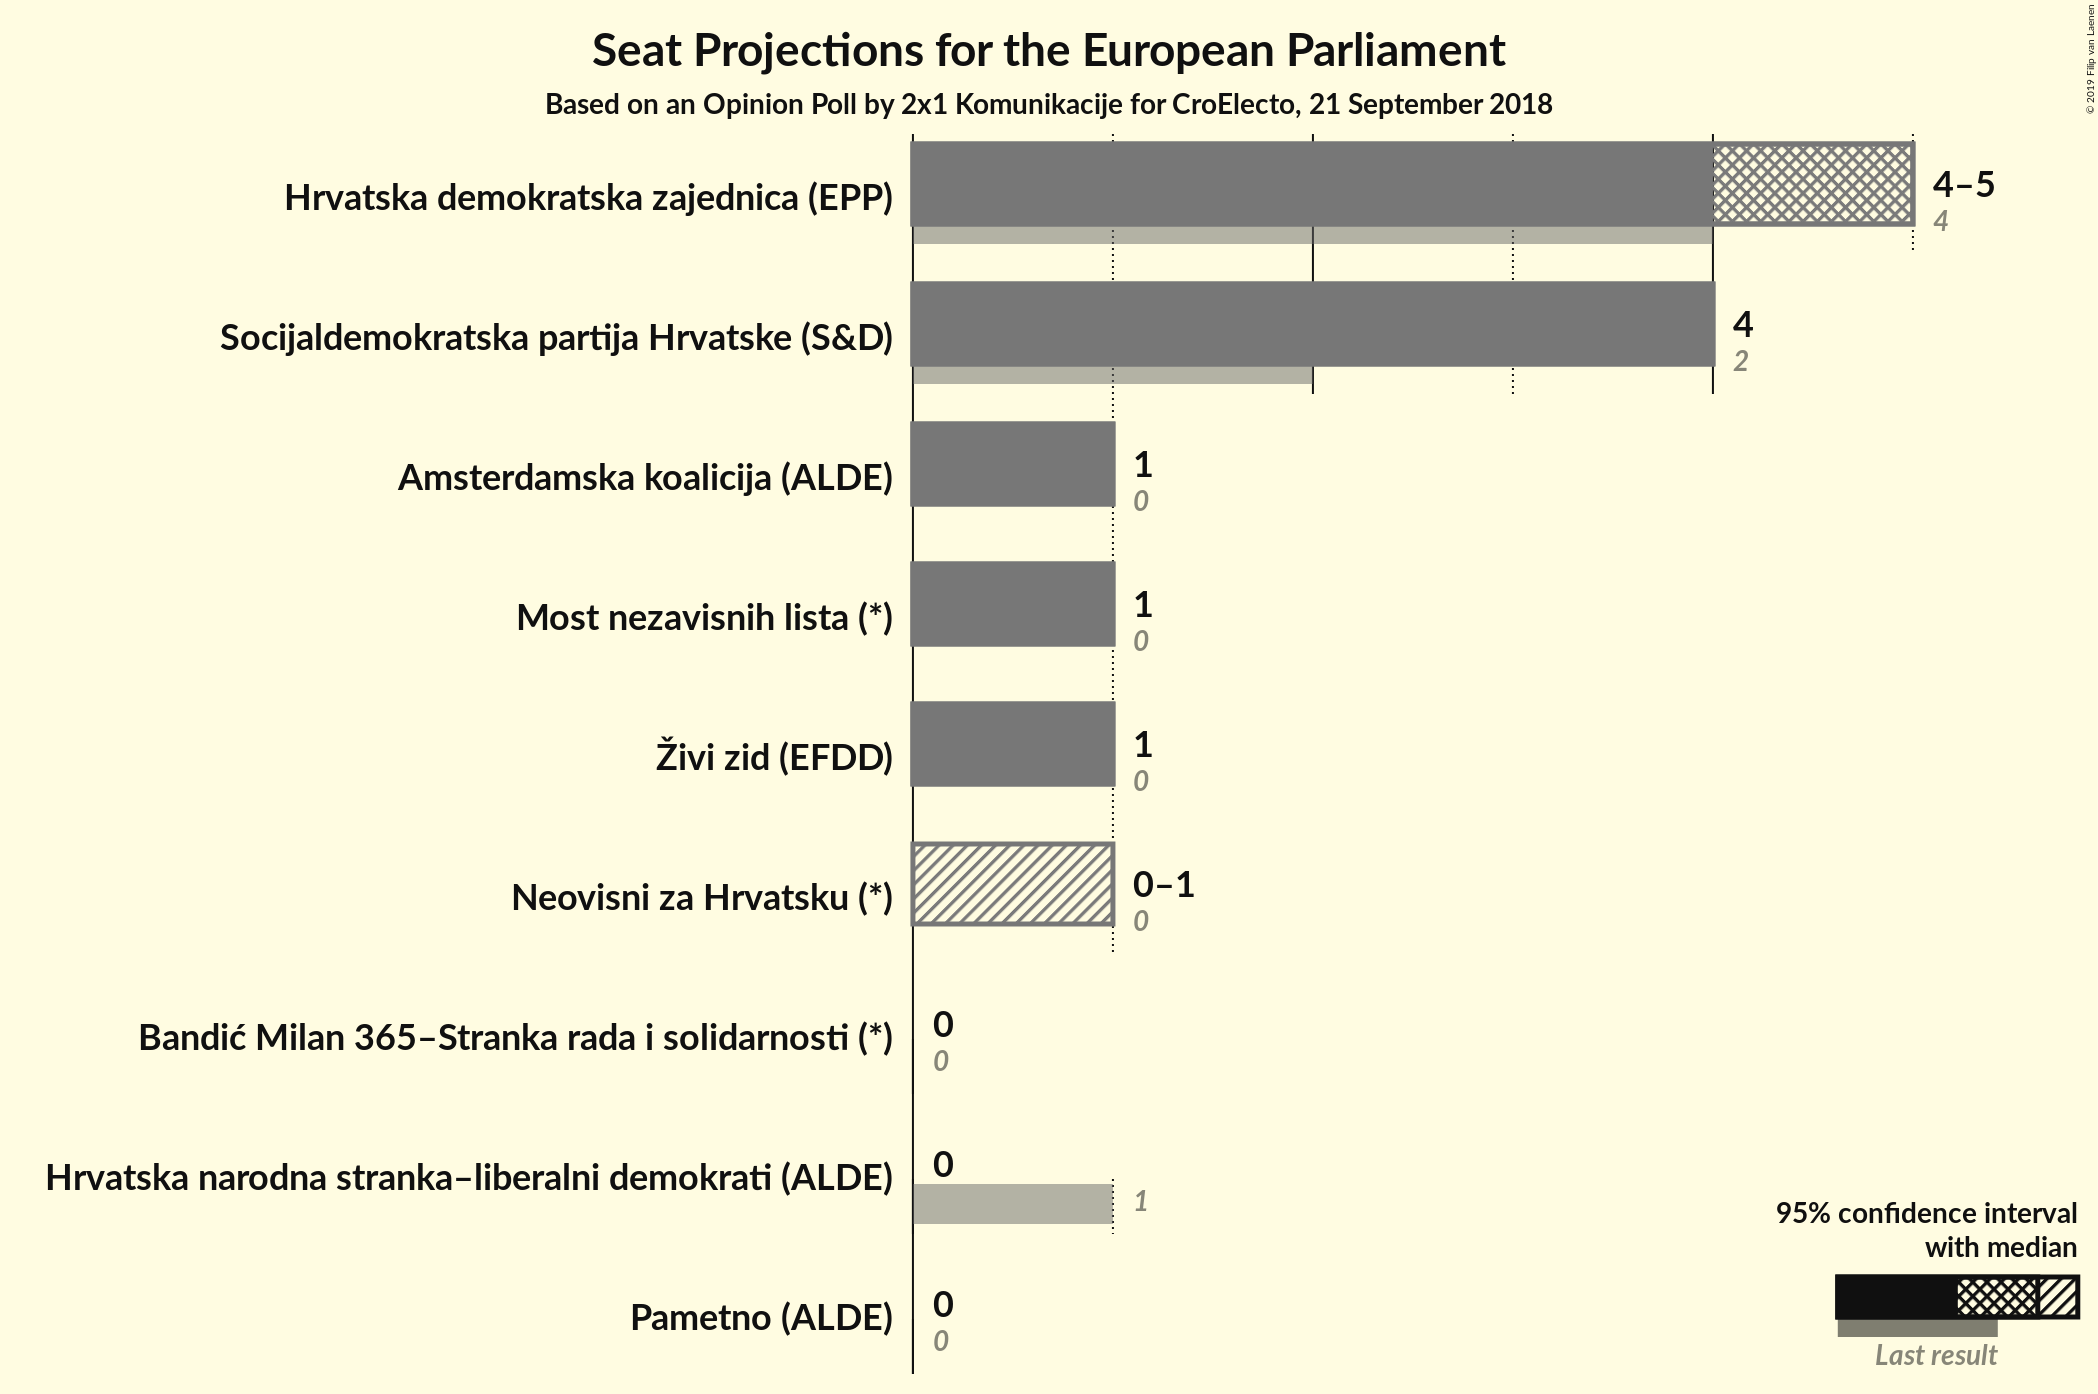 Seat Projections for the European Parliament
Based on an Opinion Poll by 2x1 Komunikacije for CroElecto, 21 September 2018
© 2019 Filip van Laenen
Hrvatska demokratska zajednica (EPP)
4–5
4
Socijaldemokratska partija Hrvatske (S&D)
4
2
Amsterdamska koalicija (ALDE)
1
0
Most nezavisnih lista (*)
1
0
Živi zid (EFDD)
1
0
Neovisni za Hrvatsku (*)
0–1
0
Bandić Milan 365–Stranka rada i solidarnosti (*)
0
0
Hrvatska narodna stranka–liberalni demokrati (ALDE)
0
1
Pametno (ALDE)
0
0
95% confidence interval
with median
Last result